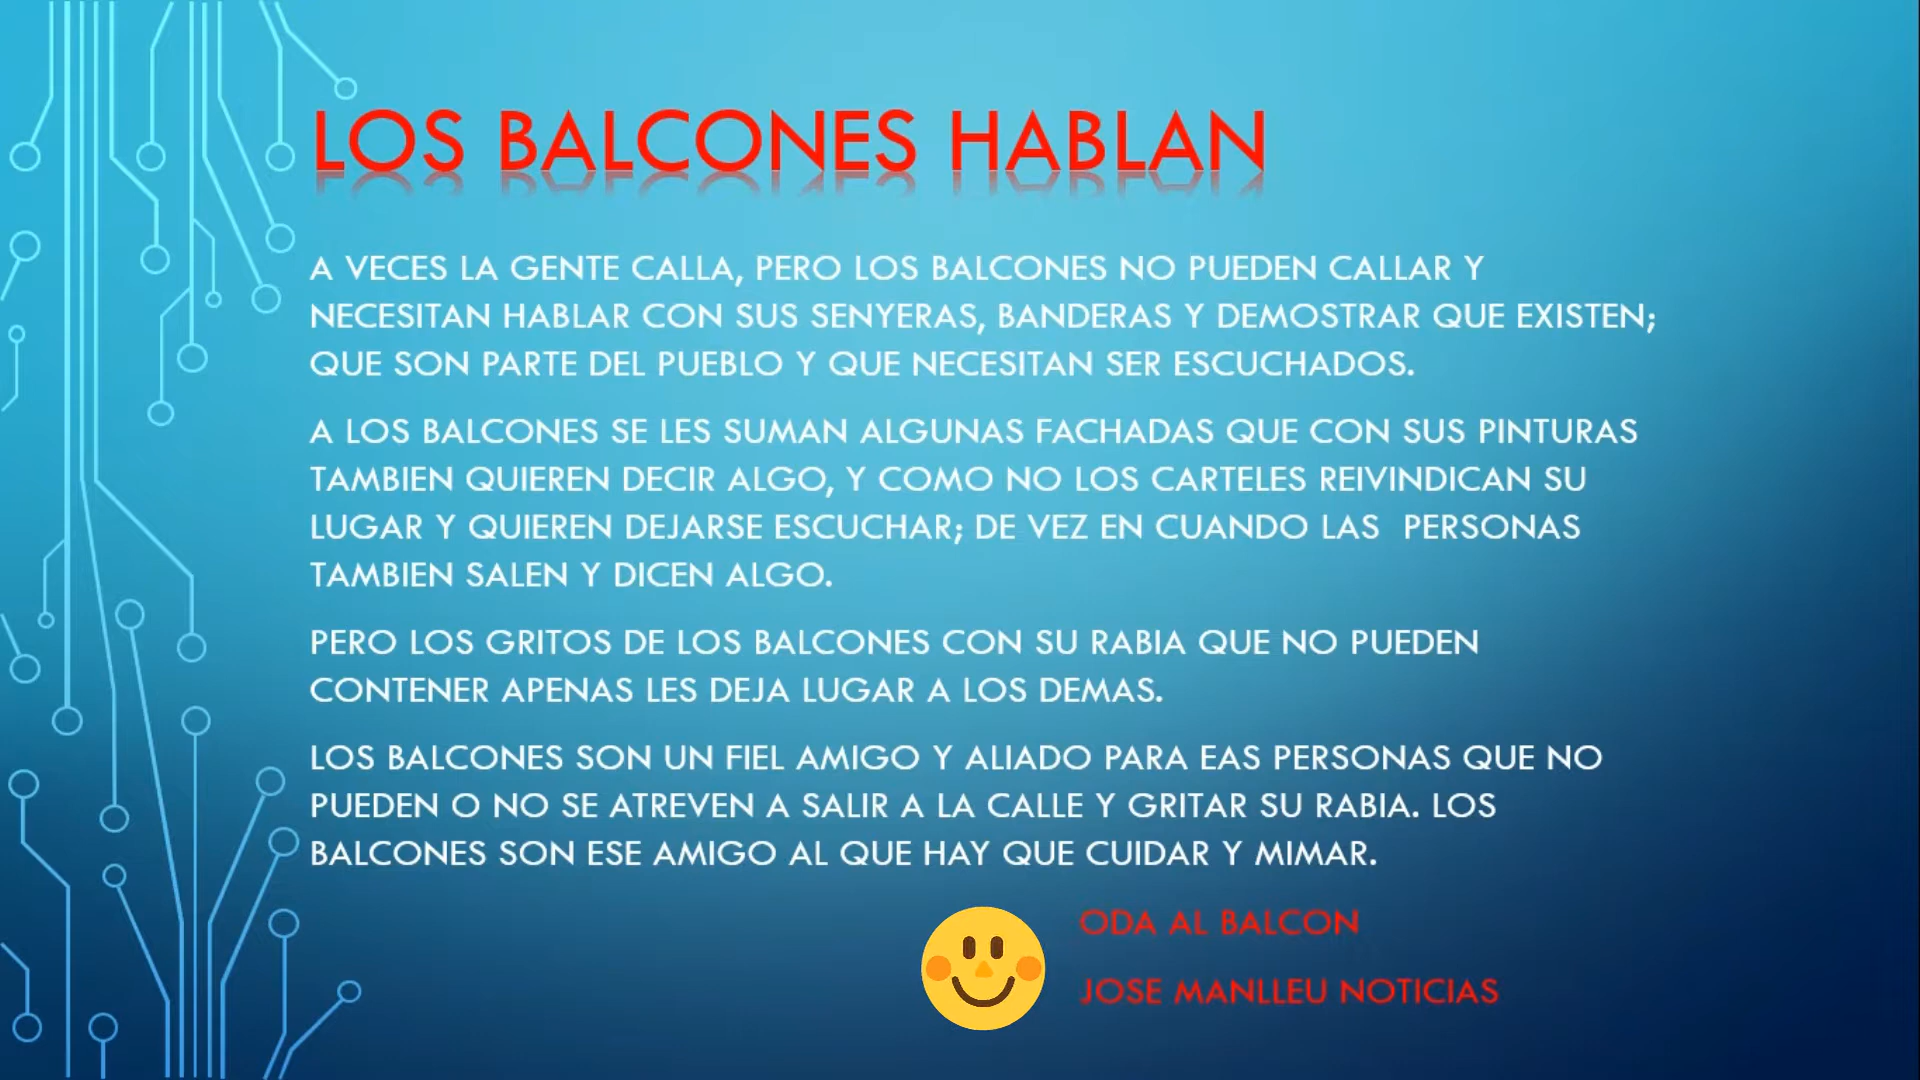 LOS BALCONES HABLAN
A VECES LA GENTE CALLA, PERO LOS BALCONES NO PUEDEN CALLAR Y
NECESITAN HABLAR CON SUS SENYERAS, BANDERAS Y DEMOSTRAR QUE EXISTEN;
QUE SON PARTE DEL PUEBLO Y QUE NECESITAN SER ESCUCHADOS.
A LOS BALCONES SE LES SUMAN ALGUNAS FACHADAS QUE CON SUS PINTURAS
TAMBIEN QUIEREN DECIR ALGO, Y COMO NO LOS CARTELES REIVINDICAN SU
LUGAR Y QUIEREN DEJARSE ESCUCHAR; DE VEZ EN CUANDO LAS  PERSONAS
TAMBIEN SALEN Y DICEN ALGO.
PERO LOS GRITOS DE LOS BALCONES CON SU RABIA QUE NO PUEDEN
CONTENER APENAS LES DEJA LUGAR A LOS DEMAS.
LOS BALCONES SON UN FIEL AMIGO Y ALIADO PARA EAS PERSONAS QUE NO
PUEDEN O NO SE ATREVEN A SALIR A LA CALLE Y GRITAR SU RABIA. LOS
BALCONES SON ESE AMIGO AL QUE HAY QUE CUIDAR Y MIMAR.
ODA AL BALCON
JOSE MANLLEU NOTICIAS